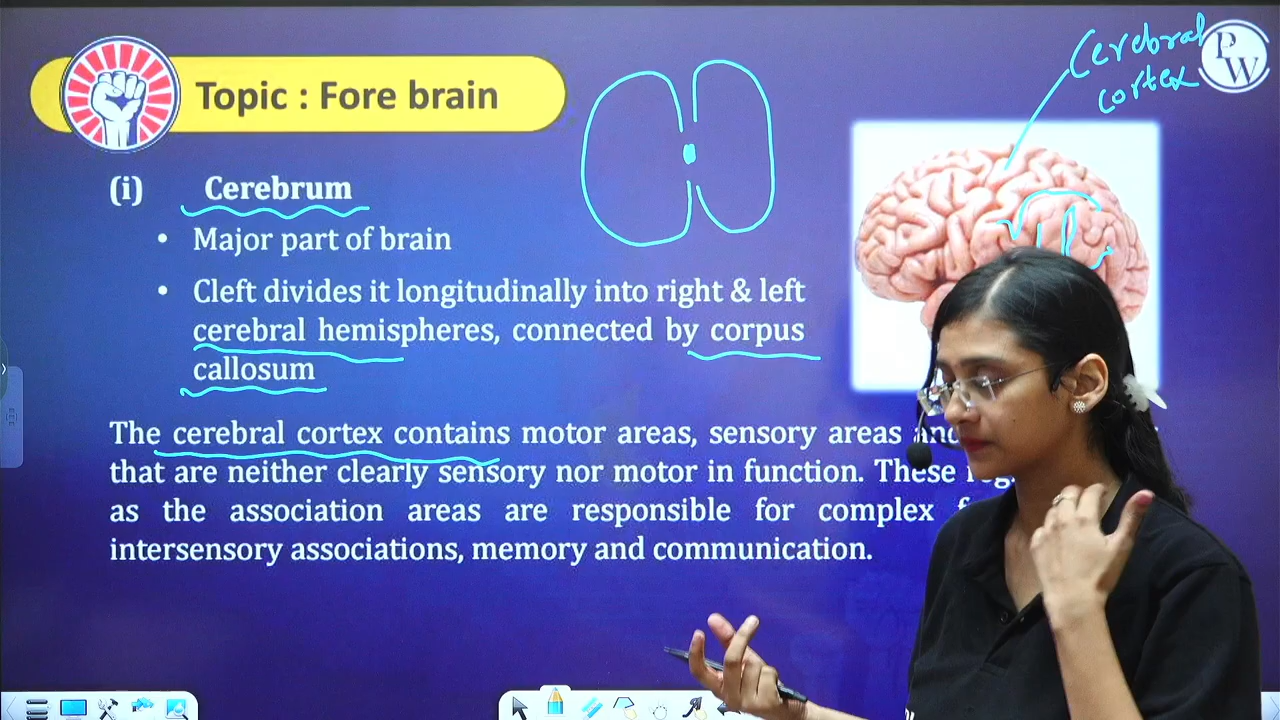 Topic : Fore brain
Cerebral
cortex
PW
(i) Cerebrum
• Major part of brain
• Cleft divides it longitudinally into right & left
cerebral hemispheres, connected by corpus
callosum
The cerebral cortex contains motor areas, sensory areas and
that are neither clearly sensory nor motor in function. These
as the association areas are responsible for complex
intersensory associations, memory and communication.